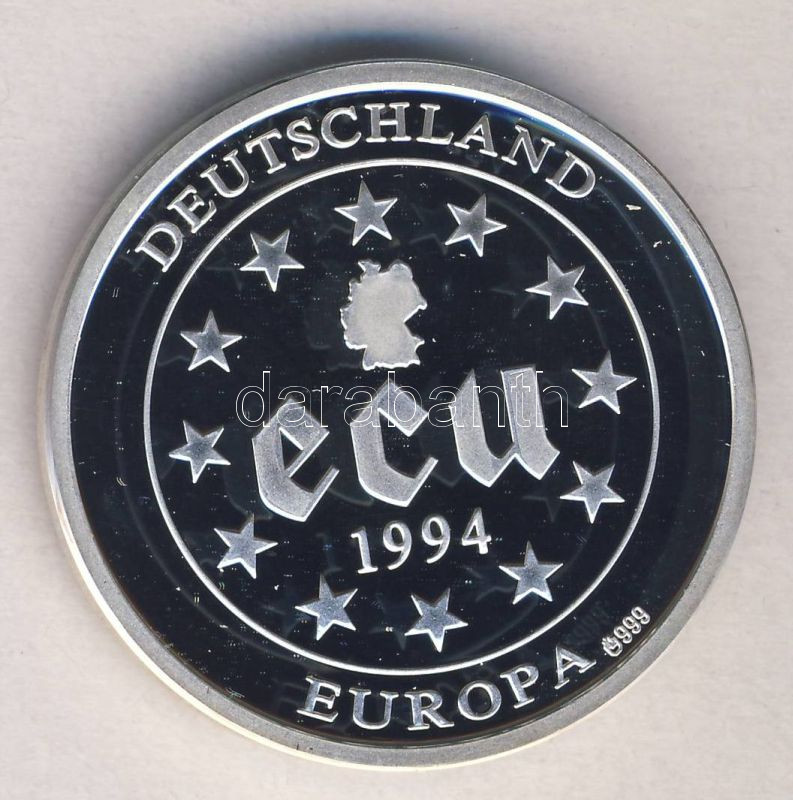 DEUTSCHLAND
ecu
1994
EUROPA
999
darabanth